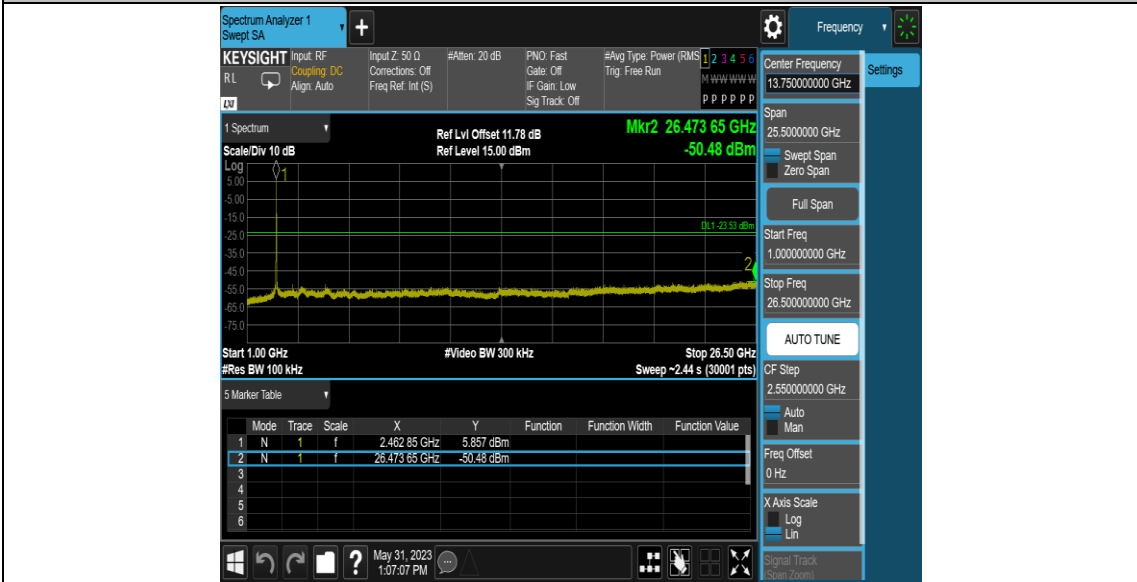 Spectrum Analyzer 1
Swept SA
+
Frequency
KEYSIGHT
RL
LXI
Input: RF
Coupling: DC
Align: Auto
Input Z: 50 Ω
Corrections: Off
Freq Ref: Int (S)
#Atten: 20 dB
PNO: Fast
Gate: Off
IF Gain: Low
Sig Track: Off
#Avg Type: Power (RMS
Trig: Free Run
1 2 3 4 5 6
M W W W W W
P P P P P P
Center Frequency
13.750000000 GHz
Settings
Span
25.5000000 GHz
Swept Span
Zero Span
Full Span
Start Freq
1.000000000 GHz
Stop Freq
26.500000000 GHz
AUTO TUNE
CF Step
2.550000000 GHz
Auto
Man
Freq Offset
0 Hz
X Axis Scale
Log
Lin
Signal Track
(Span Zoom)
1 Spectrum
Scale/Div 10 dB
Ref Lvl Offset 11.78 dB
Ref Level 15.00 dBm
Mkr2 26.473 65 GHz
-50.48 dBm
Log
1
5.00
-5.00
-15.0
DL1 -23.53 dBm
-25.0
-35.0
2
-45.0
-55.0
-65.0
-75.0
Start 1.00 GHz
#Video BW 300 kHz
Stop 26.50 GHz
#Res BW 100 kHz
Sweep ~2.44 s (30001 pts)
5 Marker Table
Mode Trace Scale X Y Function Function Width Function Value
1 N 1 f 2.462 85 GHz 5.857 dBm
2 N 1 f 26.473 65 GHz -50.48 dBm
3
4
5
6
?
May 31, 2023
1:07:07 PM